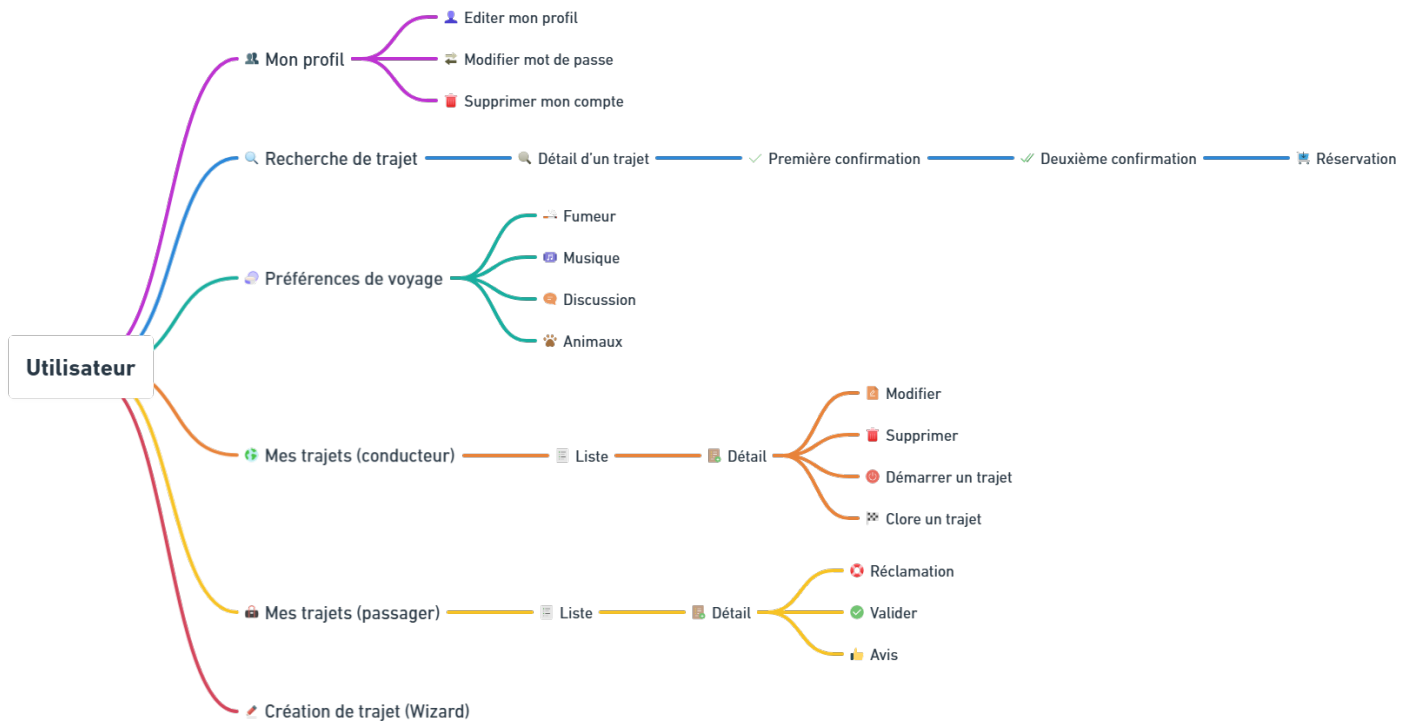 Utilisateur
Mon profil
Editer mon profil
Modifier mot de passe
Supprimer mon compte
Recherche de trajet
Détail d'un trajet
Première confirmation
Deuxième confirmation
Réservation
Préférences de voyage
Fumeur
Musique
Discussion
Animaux
Mes trajets (conducteur)
Liste
Détail
Modifier
Supprimer
Démarrer un trajet
Clore un trajet
Mes trajets (passager)
Liste
Détail
Réclamation
Valider
Avis
Création de trajet (Wizard)